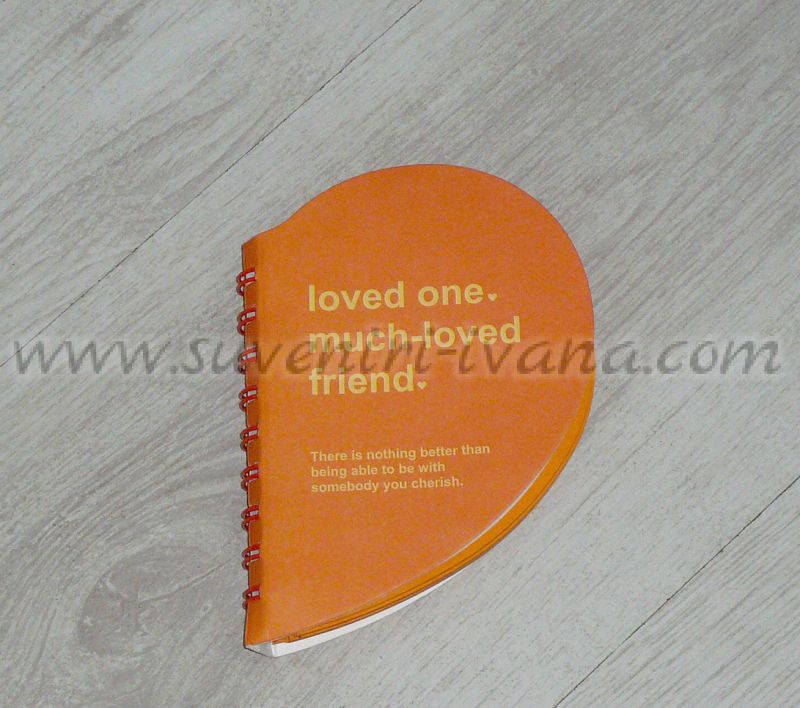 loved one.
much-loved
friend.
www.suveniri-ivana.com
There is nothing better than
being able to be with
somebody you cherish.